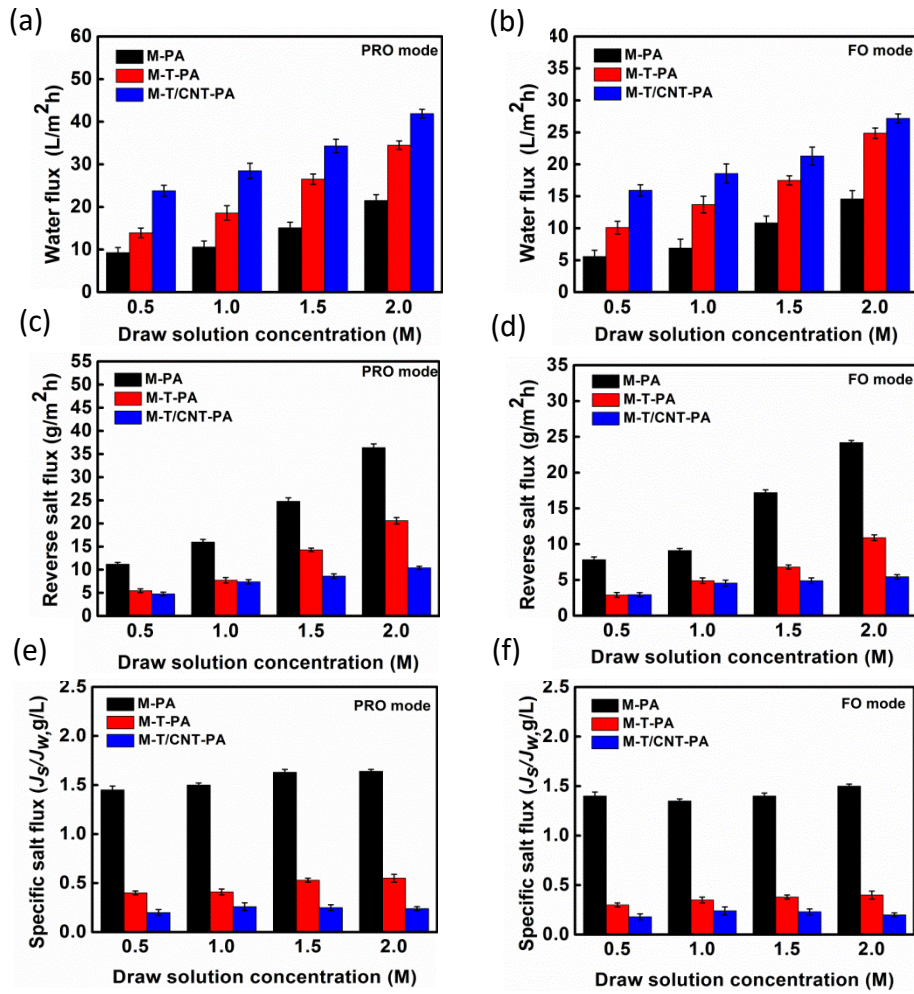 (a)
60
50
40
30
20
10
0
Water flux (L/m²h)
PRO mode
M-PA
M-T-PA
M-T/CNT-PA
0.5 1.0 1.5 2.0
Draw solution concentration (M)
(b)
40
35
30
25
20
15
10
5
0
Water flux (L/m²h)
FO mode
M-PA
M-T-PA
M-T/CNT-PA
0.5 1.0 1.5 2.0
Draw solution concentration (M)
(c)
55
50
45
40
35
30
25
20
15
10
5
0
Reverse salt flux (g/m²h)
PRO mode
M-PA
M-T-PA
M-T/CNT-PA
0.5 1.0 1.5 2.0
Draw solution concentration (M)
(d)
35
30
25
20
15
10
5
0
Reverse salt flux (g/m²h)
FO mode
M-PA
M-T-PA
M-T/CNT-PA
0.5 1.0 1.5 2.0
Draw solution concentration (M)
(e)
2.5
2.0
1.5
1.0
0.5
0.0
Specific salt flux (Js/Jw,g/L)
PRO mode
M-PA
M-T-PA
M-T/CNT-PA
0.5 1.0 1.5 2.0
Draw solution concentration (M)
(f)
2.5
2.0
1.5
1.0
0.5
0.0
Specific salt flux (Js/Jw,g/L)
FO mode
M-PA
M-T-PA
M-T/CNT-PA
0.5 1.0 1.5 2.0
Draw solution concentration (M)